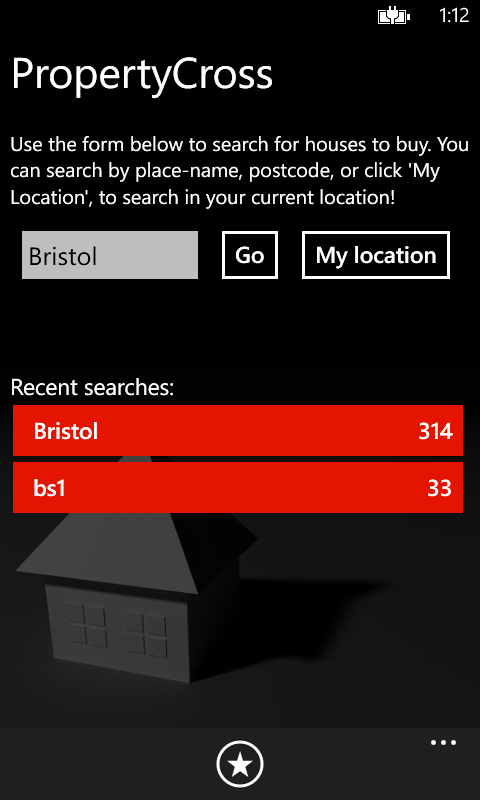 1:12
PropertyCross
Use the form below to search for houses to buy. You
can search by place-name, postcode, or click 'My
Location', to search in your current location!
Bristol Go My location
Recent searches:
Bristol 314
bs1 33